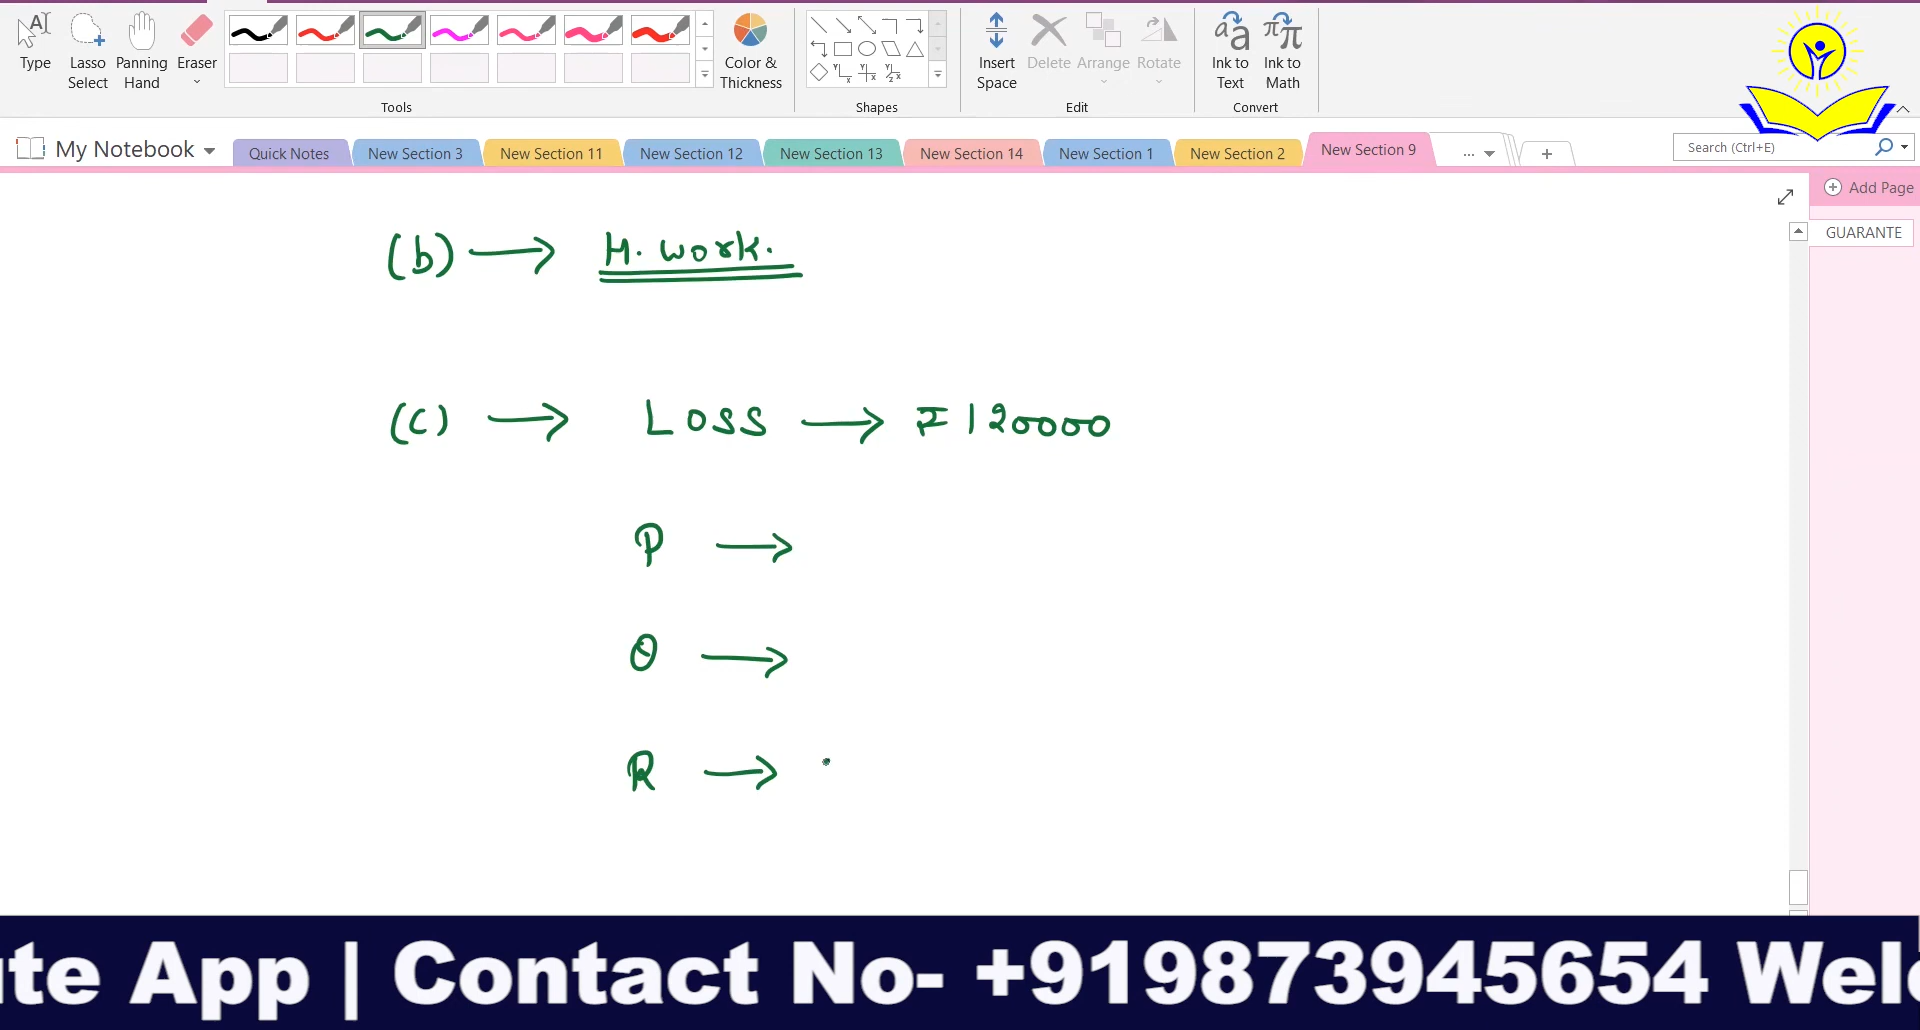 Type
Lasso Select
Panning Hand
Eraser
Color & Thickness
Insert Space
Delete
Arrange
Rotate
Ink to Text
Ink to Math
Tools
Shapes
Edit
Convert
My Notebook
Quick Notes
New Section 3
New Section 11
New Section 12
New Section 13
New Section 14
New Section 1
New Section 2
New Section 9
...
Search (Ctrl+E)
Add Page
GUARANTE
(b) → H. work.
(c) → Loss → ₹ 120000
P →
Q →
R →
ute App | Contact No- +919873945654 Wel